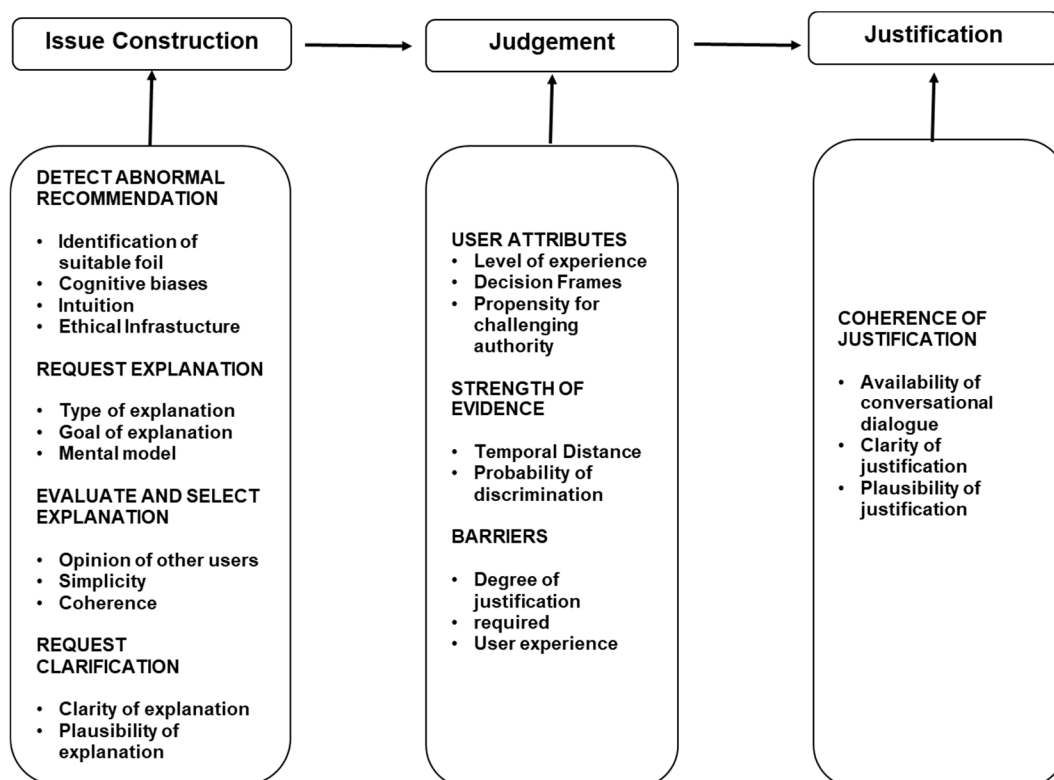 Issue Construction
Judgement
Justification
DETECT ABNORMAL
RECOMMENDATION
• Identification of
suitable foil
• Cognitive biases
• Intuition
• Ethical Infrastucture
REQUEST EXPLANATION
• Type of explanation
• Goal of explanation
• Mental model
EVALUATE AND SELECT
EXPLANATION
• Opinion of other users
• Simplicity
• Coherence
REQUEST
CLARIFICATION
• Clarity of explanation
• Plausibility of
explanation
USER ATTRIBUTES
• Level of experience
• Decision Frames
• Propensity for
challenging
authority
STRENGTH OF
EVIDENCE
• Temporal Distance
• Probability of
discrimination
BARRIERS
• Degree of
justification
• required
• User experience
COHERENCE OF
JUSTIFICATION
• Availability of
conversational
dialogue
• Clarity of
justification
• Plausibility of
justification